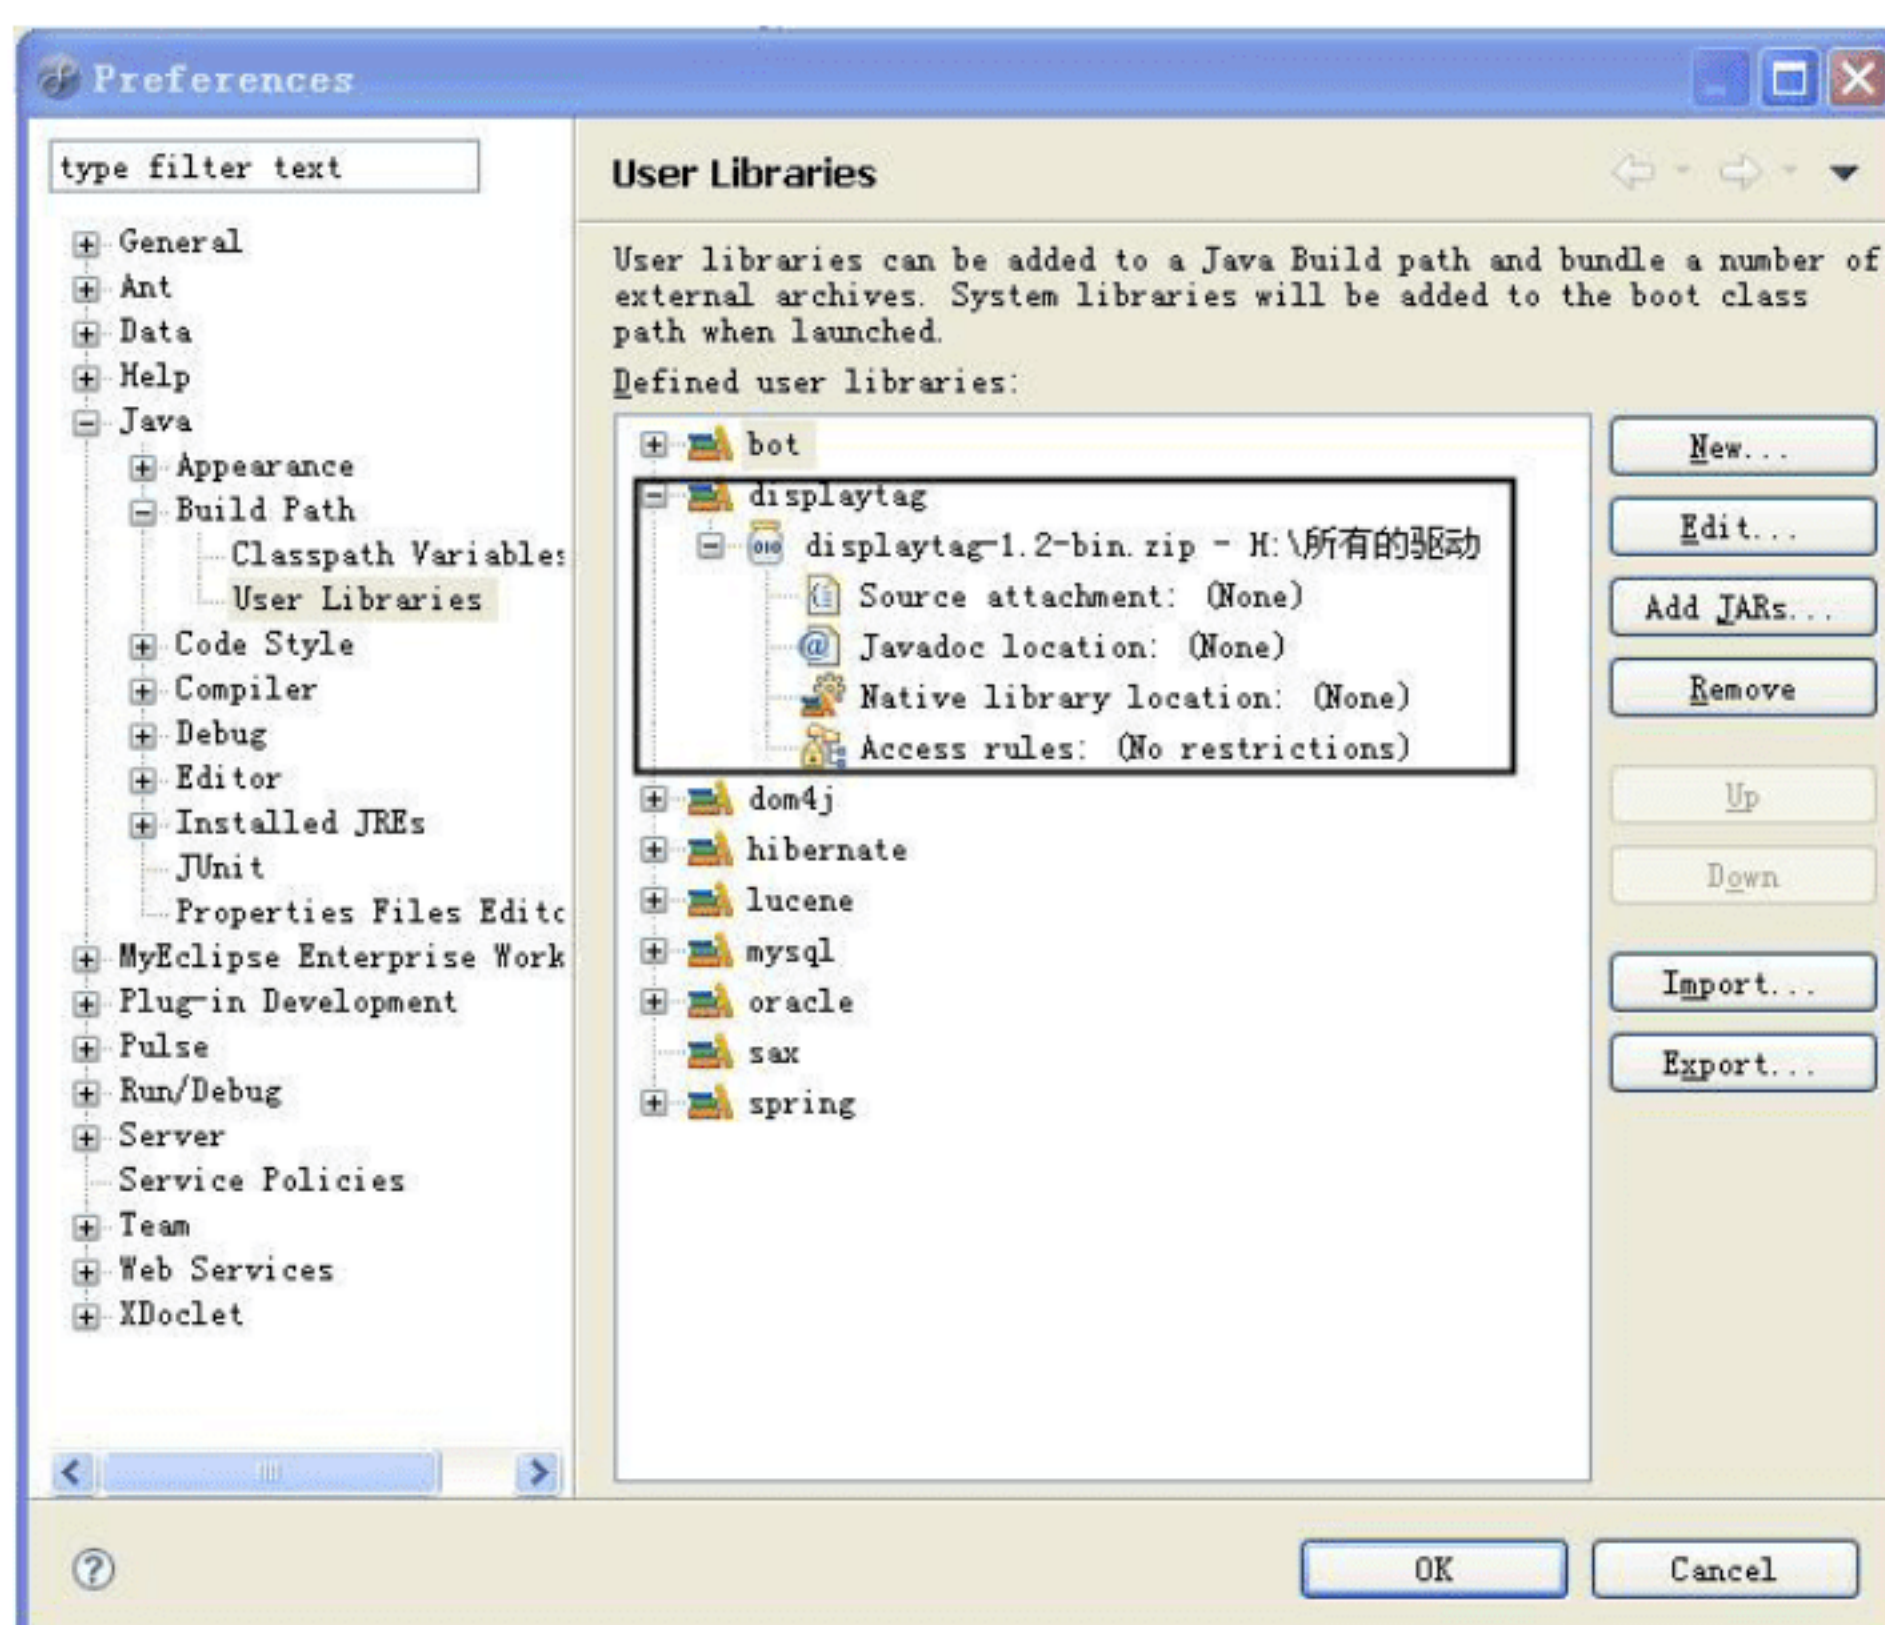 Preferences
type filter text
General
Ant
Data
Help
Java
Appearance
Build Path
Classpath Variables
User Libraries
Code Style
Compiler
Debug
Editor
Installed JREs
JUnit
Properties Files Edito
MyEclipse Enterprise Work
Plug-in Development
Pulse
Run/Debug
Server
Service Policies
Team
Web Services
XDoclet
User Libraries
User libraries can be added to a Java Build path and bundle a number of
external archives. System libraries will be added to the boot class
path when launched.
Defined user libraries:
bot
displaytag
displaytag-1.2-bin.zip - H:\所有的驱动
Source attachment: (None)
Javadoc location: (None)
Native library location: (None)
Access rules: (No restrictions)
dom4j
hibernate
lucene
mysql
oracle
sax
spring
New...
Edit...
Add JARs...
Remove
Up
Down
Import...
Export...
OK
Cancel